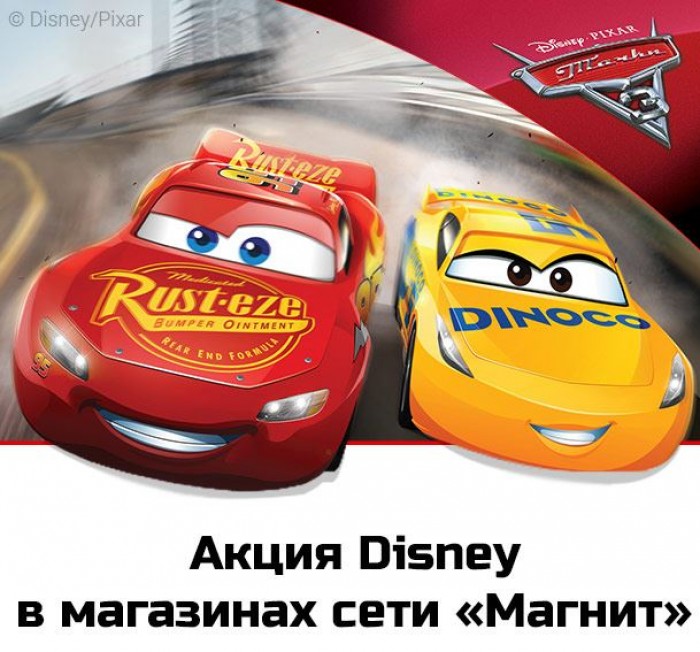 © Disney/Pixar
Disney · PIXAR
Тачки
3
Rust-eze
95
Medicated
Rust-eze
BUMPER OINTMENT
REAR END FORMULA
95
DINOCO
DINOCO
Акция Disney
в магазинах сети «Магнит»